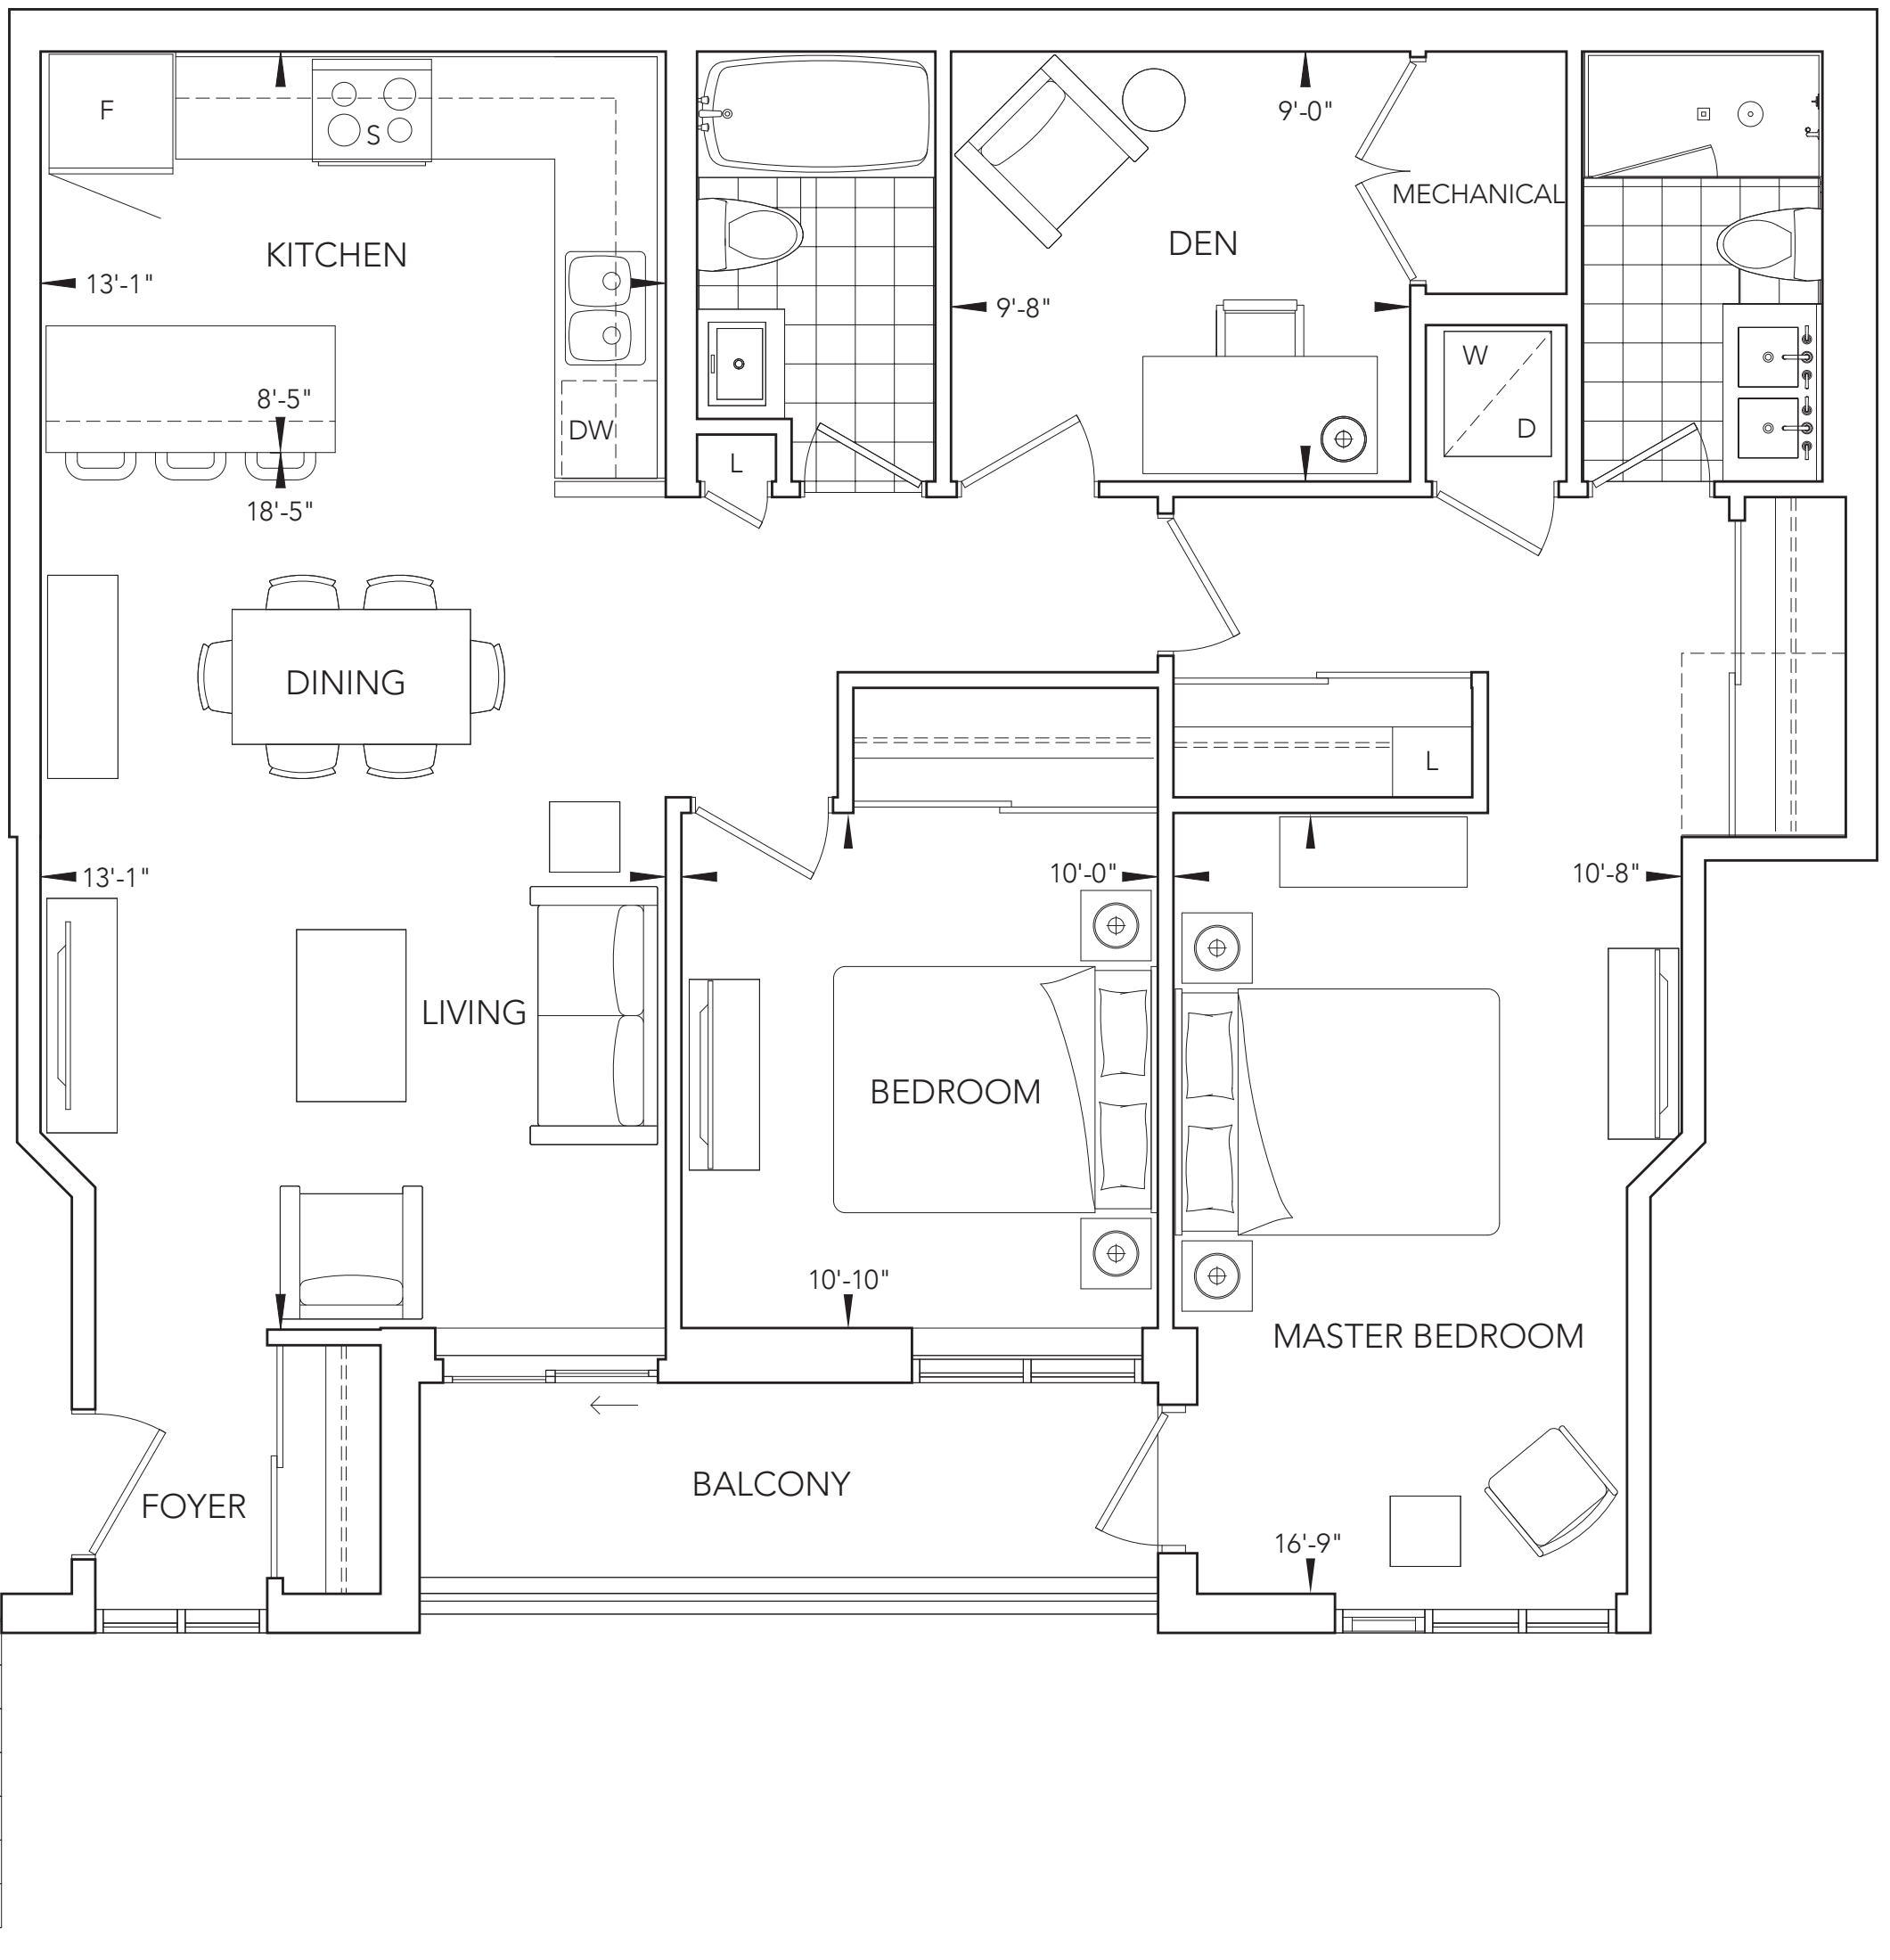 F
S
9'-0"
MECHANICAL
KITCHEN
DEN
13'-1"
9'-8"
W
8'-5"
DW
D
L
18'-5"
DINING
L
13'-1"
10'-0"
10'-8"
LIVING
BEDROOM
10'-10"
MASTER BEDROOM
BALCONY
FOYER
16'-9"